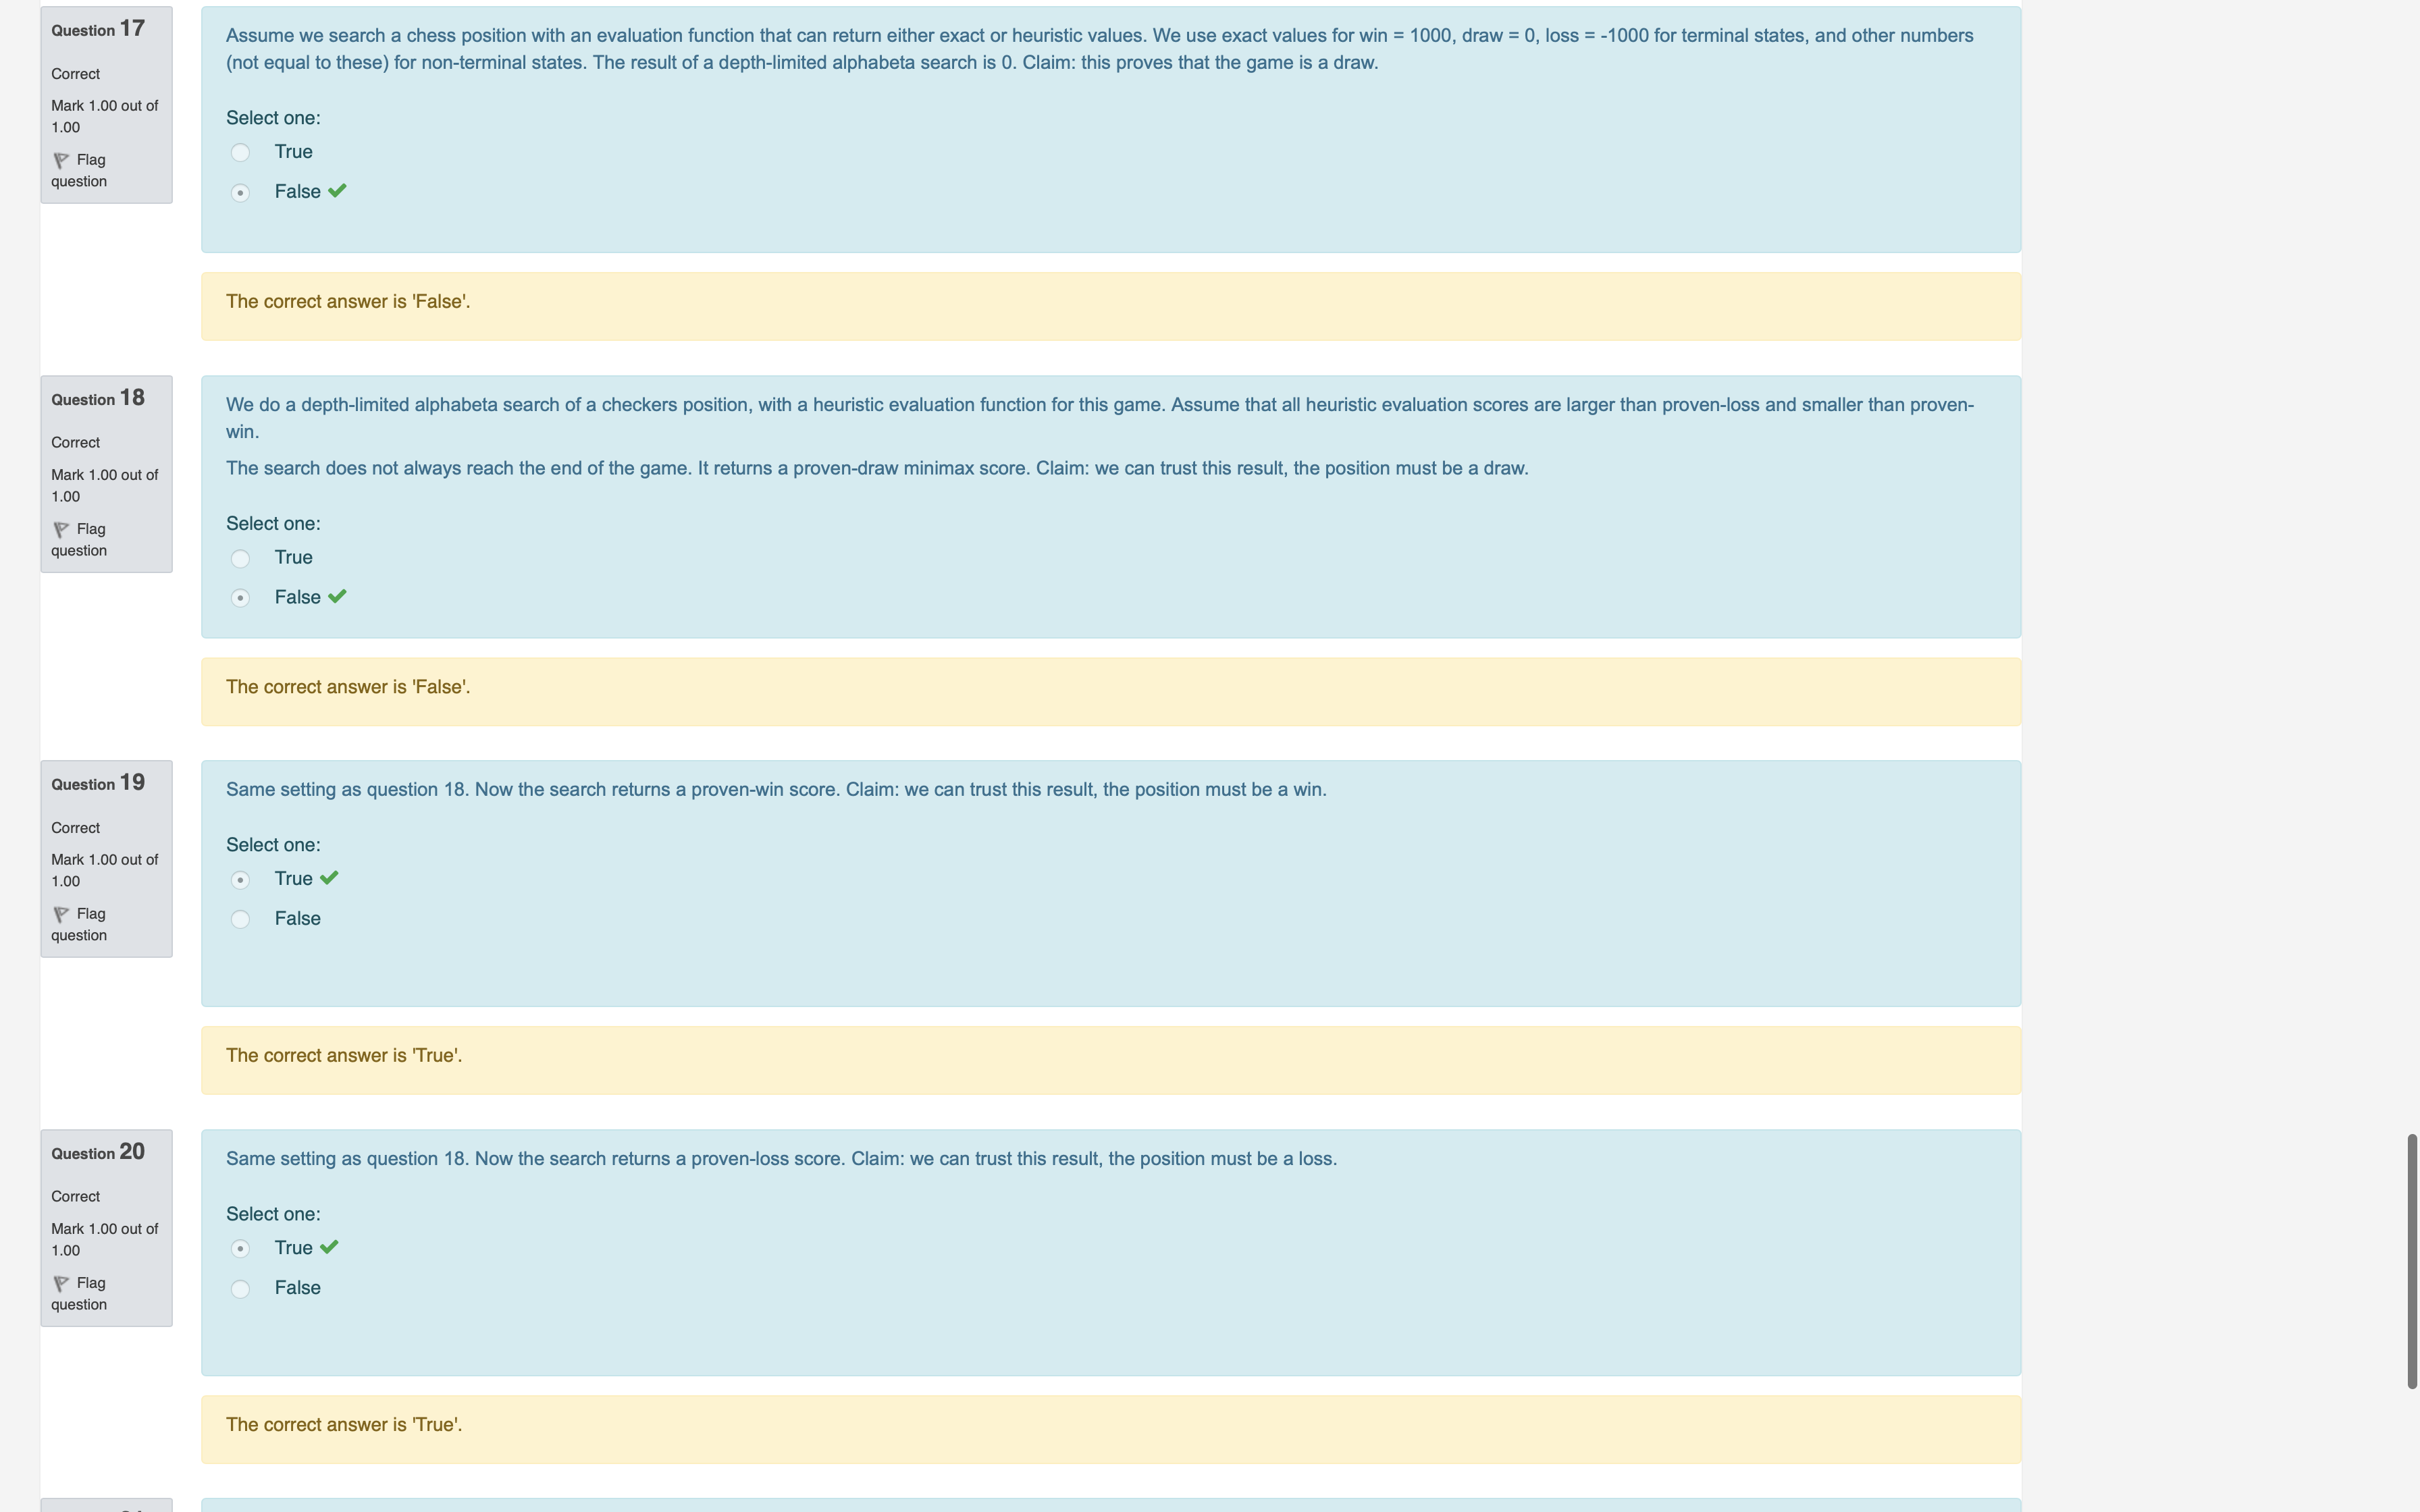 Question 17
Correct
Mark 1.00 out of
1.00
Flag
question
Assume we search a chess position with an evaluation function that can return either exact or heuristic values. We use exact values for win = 1000, draw = 0, loss = -1000 for terminal states, and other numbers
(not equal to these) for non-terminal states. The result of a depth-limited alphabeta search is 0. Claim: this proves that the game is a draw.
Select one:
True
False
The correct answer is 'False'.
Question 18
Correct
Mark 1.00 out of
1.00
Flag
question
We do a depth-limited alphabeta search of a checkers position, with a heuristic evaluation function for this game. Assume that all heuristic evaluation scores are larger than proven-loss and smaller than proven-
win.
The search does not always reach the end of the game. It returns a proven-draw minimax score. Claim: we can trust this result, the position must be a draw.
Select one:
True
False
The correct answer is 'False'.
Question 19
Correct
Mark 1.00 out of
1.00
Flag
question
Same setting as question 18. Now the search returns a proven-win score. Claim: we can trust this result, the position must be a win.
Select one:
True
False
The correct answer is 'True'.
Question 20
Correct
Mark 1.00 out of
1.00
Flag
question
Same setting as question 18. Now the search returns a proven-loss score. Claim: we can trust this result, the position must be a loss.
Select one:
True
False
The correct answer is 'True'.